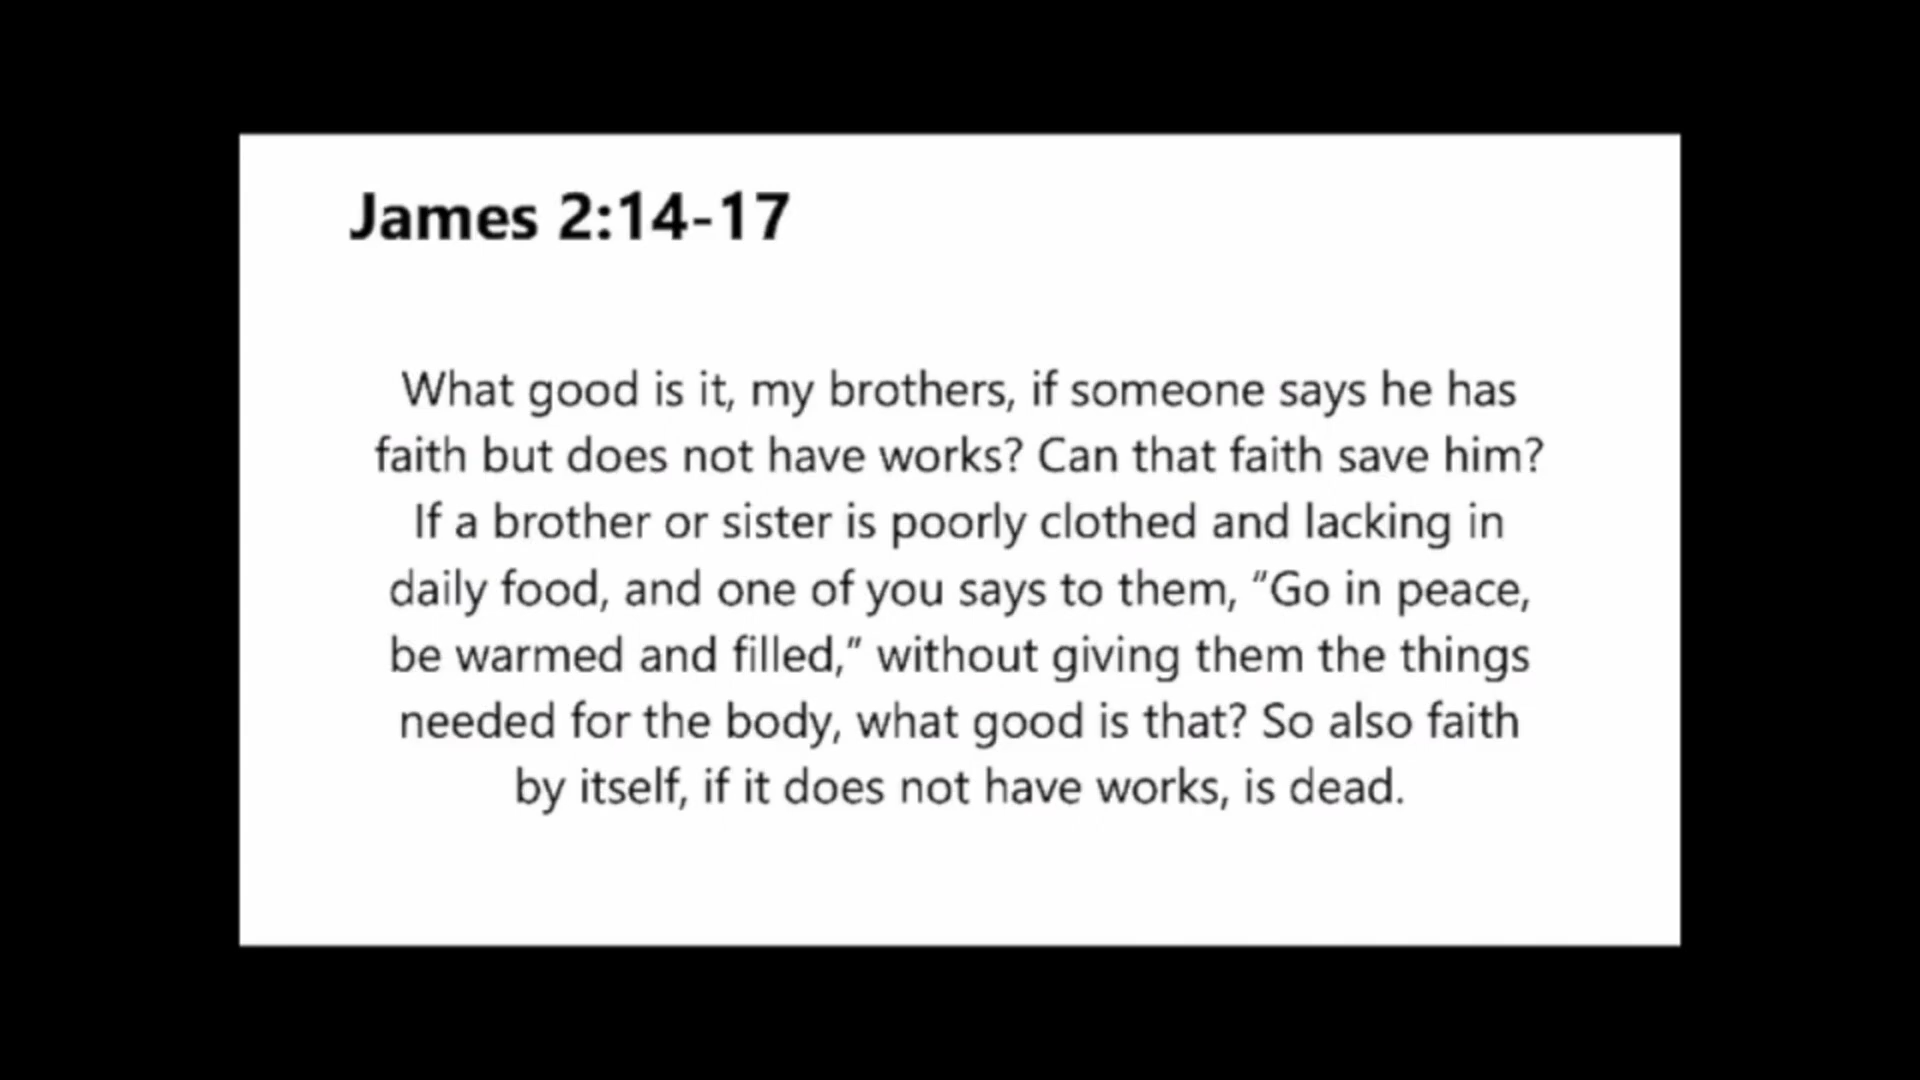 James 2:14-17
What good is it, my brothers, if someone says he has
faith but does not have works? Can that faith save him?
If a brother or sister is poorly clothed and lacking in
daily food, and one of you says to them, “Go in peace,
be warmed and filled,” without giving them the things
needed for the body, what good is that? So also faith
by itself, if it does not have works, is dead.